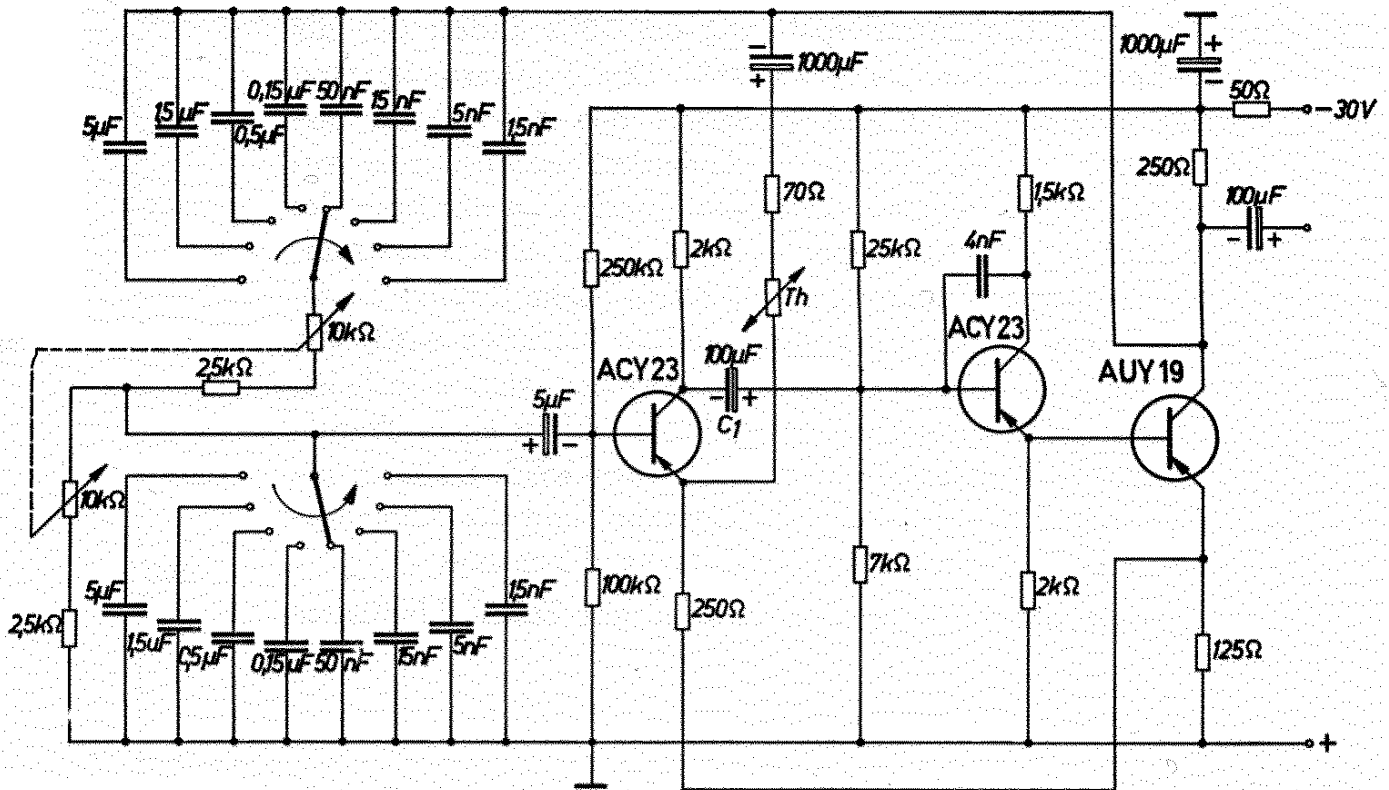 5µF
1,5µF
0,5µF
0,15µF
50nF
15nF
5nF
1,5nF
1000µF
+
−
− 
+
1000µF
50Ω
−30V
250Ω
100µF
− +
70Ω
1,5kΩ
250kΩ
2kΩ
Th
25kΩ
4nF
10kΩ
2,5kΩ
ACY23
100µF
− +
C1
ACY23
AUY19
5µF
+ −
10kΩ
2,5kΩ
5µF
1,5uF
0,5µF
0,15µF
50nF
15nF
5nF
1,5nF
100kΩ
250Ω
7kΩ
2kΩ
125Ω
+